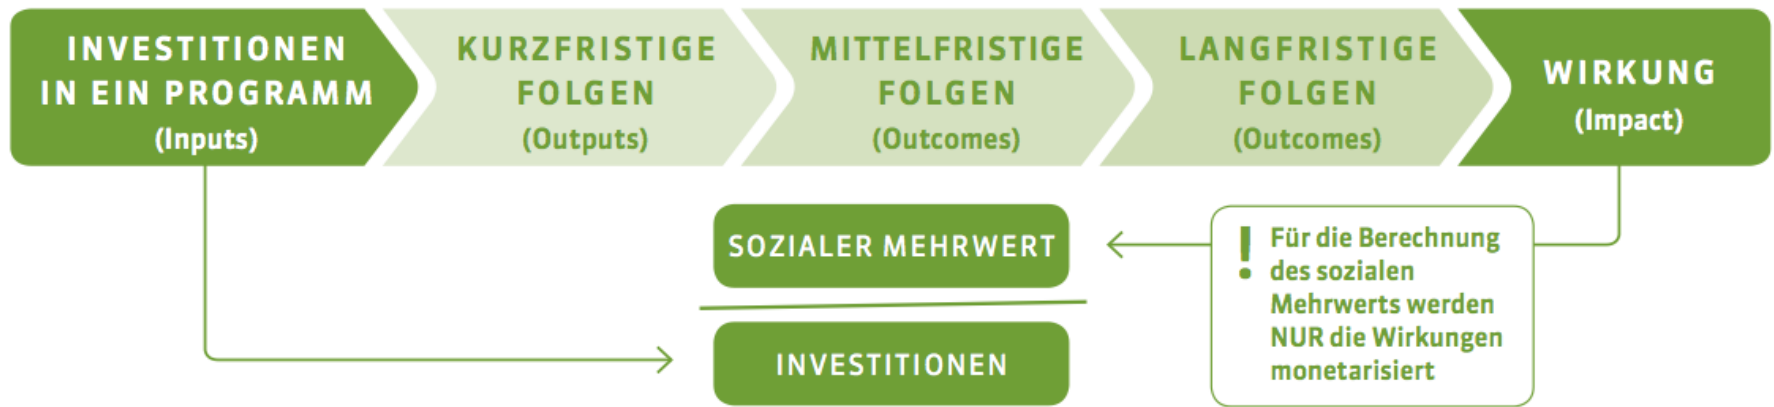 INVESTITIONEN
IN EIN PROGRAMM
(Inputs)
KURZFRISTIGE
FOLGEN
(Outputs)
MITTELFRISTIGE
FOLGEN
(Outcomes)
LANGFRISTIGE
FOLGEN
(Outcomes)
WIRKUNG
(Impact)
SOZIALER MEHRWERT
INVESTITIONEN
! Für die Berechnung
des sozialen
Mehrwerts werden
NUR die Wirkungen
monetarisiert